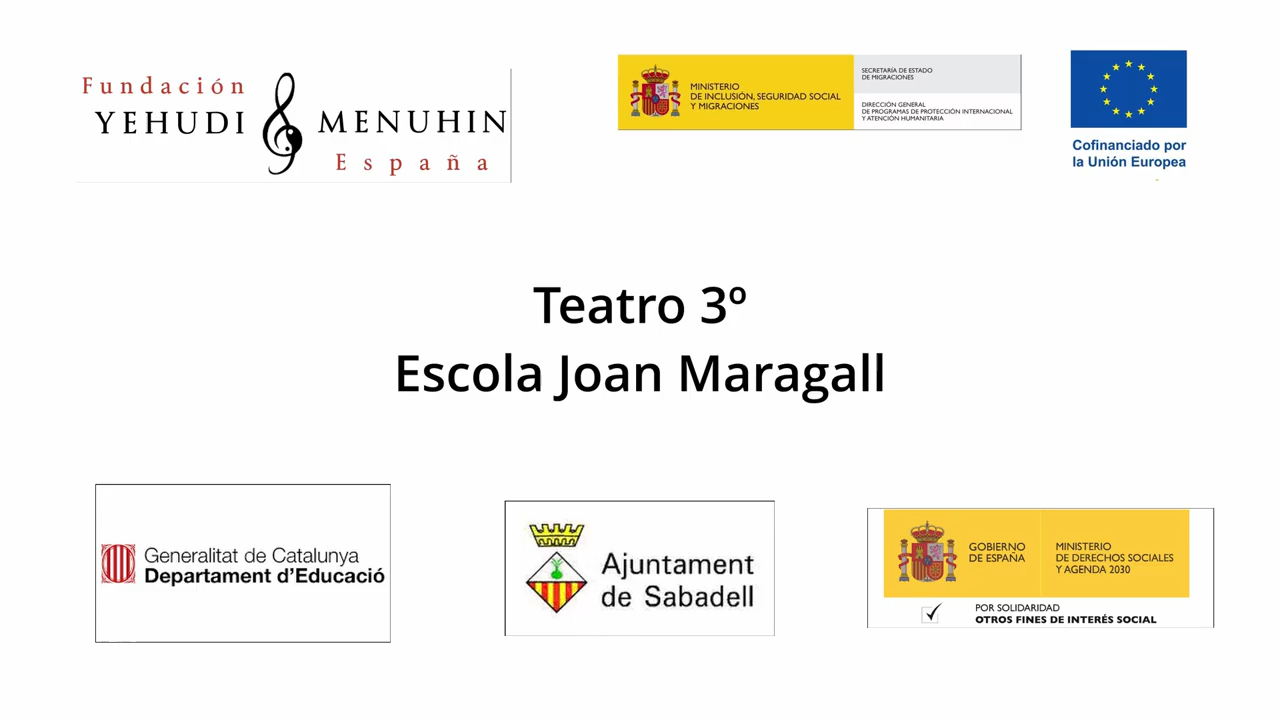 Fundación
YEHUDI MENUHIN
España
MINISTERIO
DE INCLUSIÓN, SEGURIDAD SOCIAL
Y MIGRACIONES
SECRETARÍA DE ESTADO
DE MIGRACIONES
DIRECCIÓN GENERAL
DE PROGRAMAS DE PROTECCIÓN INTERNACIONAL
Y ATENCIÓN HUMANITARIA
Cofinanciado por
la Unión Europea
Teatro 3º
Escola Joan Maragall
Generalitat de Catalunya
Departament d'Educació
Ajuntament
de Sabadell
GOBIERNO
DE ESPAÑA
MINISTERIO
DE DERECHOS SOCIALES
Y AGENDA 2030
POR SOLIDARIDAD
OTROS FINES DE INTERÉS SOCIAL